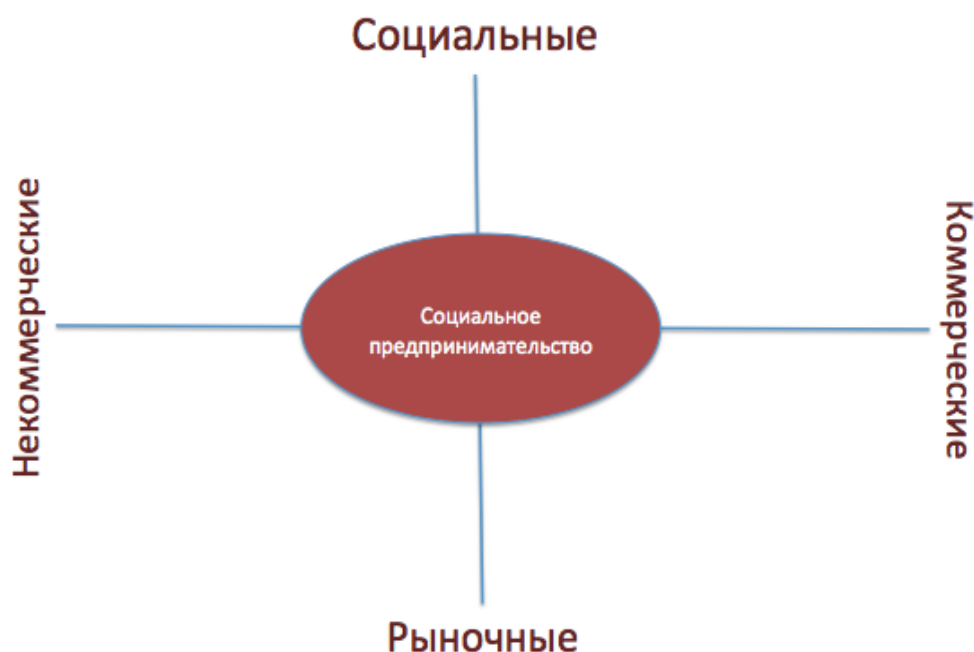 Социальные
Некоммерческие
Коммерческие
Социальное
предпринимательство
Рыночные